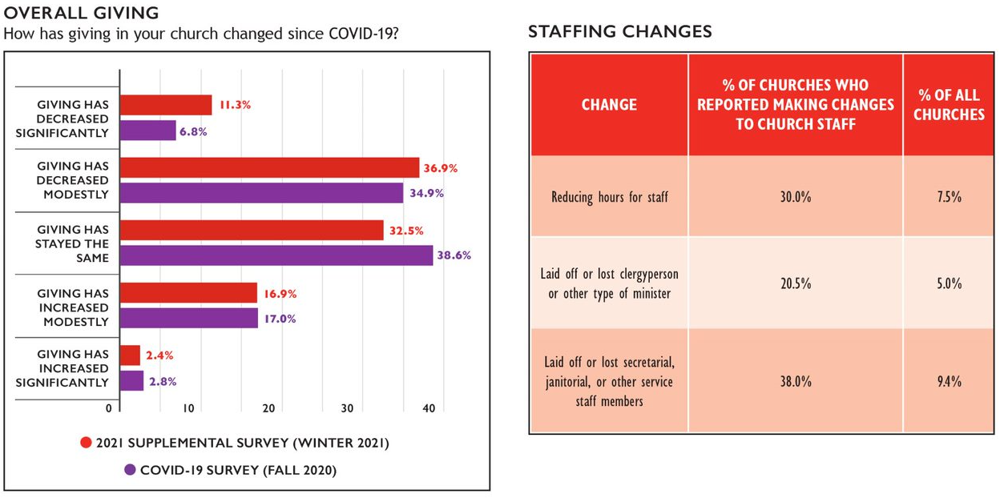 OVERALL GIVING
How has giving in your church changed since COVID-19?
GIVING HAS
DECREASED
SIGNIFICANTLY
11.3%
6.8%
GIVING HAS
DECREASED
MODESTLY
36.9%
34.9%
GIVING HAS
STAYED THE
SAME
32.5%
38.6%
GIVING HAS
INCREASED
MODESTLY
16.9%
17.0%
GIVING HAS
INCREASED
SIGNIFICANTLY
2.4%
2.8%
0 10 20 30 40
2021 SUPPLEMENTAL SURVEY (WINTER 2021)
COVID-19 SURVEY (FALL 2020)
STAFFING CHANGES
CHANGE
% OF CHURCHES WHO
REPORTED MAKING CHANGES
TO CHURCH STAFF
% OF ALL
CHURCHES
Reducing hours for staff
30.0%
7.5%
Laid off or lost clergyperson
or other type of minister
20.5%
5.0%
Laid off or lost secretarial,
janitorial, or other service
staff members
38.0%
9.4%